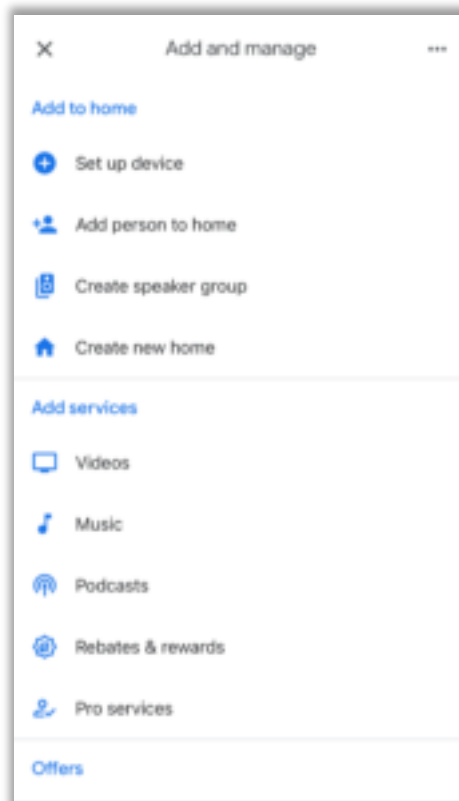 Add and manage
Add to home
Set up device
Add person to home
Create speaker group
Create new home
Add services
Videos
Music
Podcasts
Rebates & rewards
Pro services
Offers